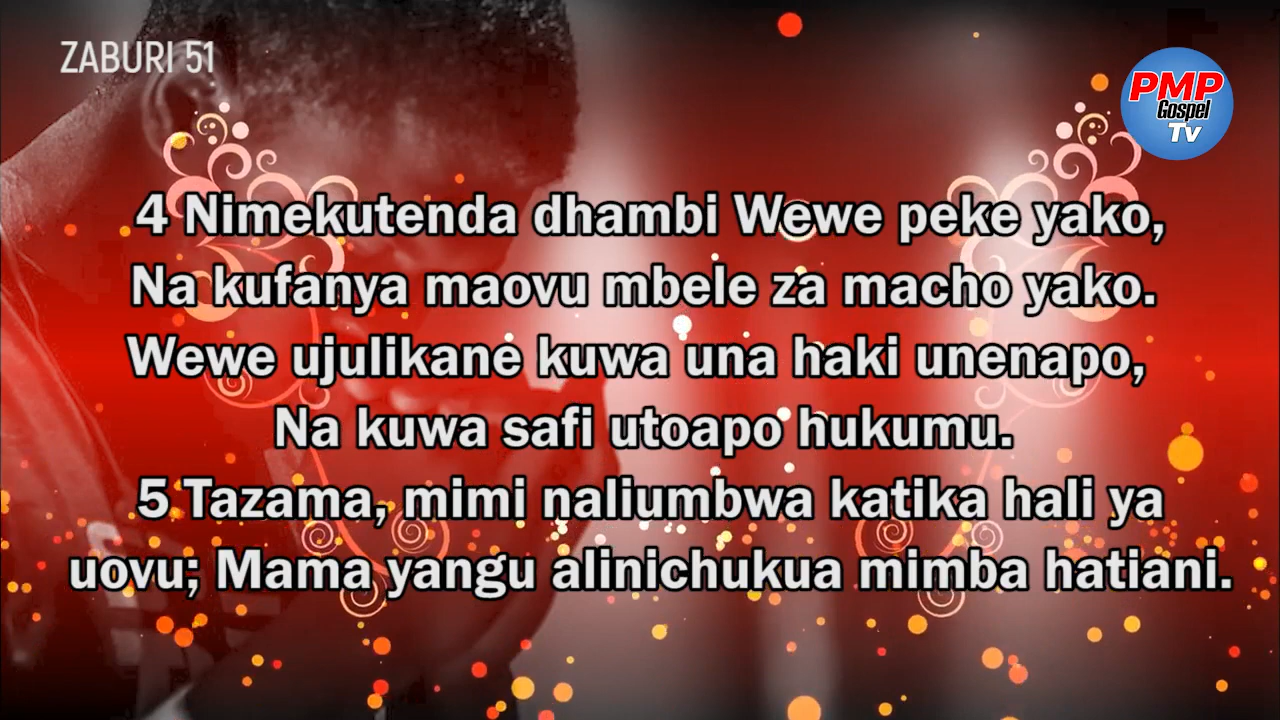 ZABURI 51
PMP
Gospel
Tv
4 Nimekutenda dhambi Wewe peke yako,
Na kufanya maovu mbele za macho yako.
Wewe ujulikane kuwa una haki unenapo,
Na kuwa safi utoapo hukumu.
5 Tazama, mimi naliumbwa katika hali ya
uovu; Mama yangu alinichukua mimba hatiani.